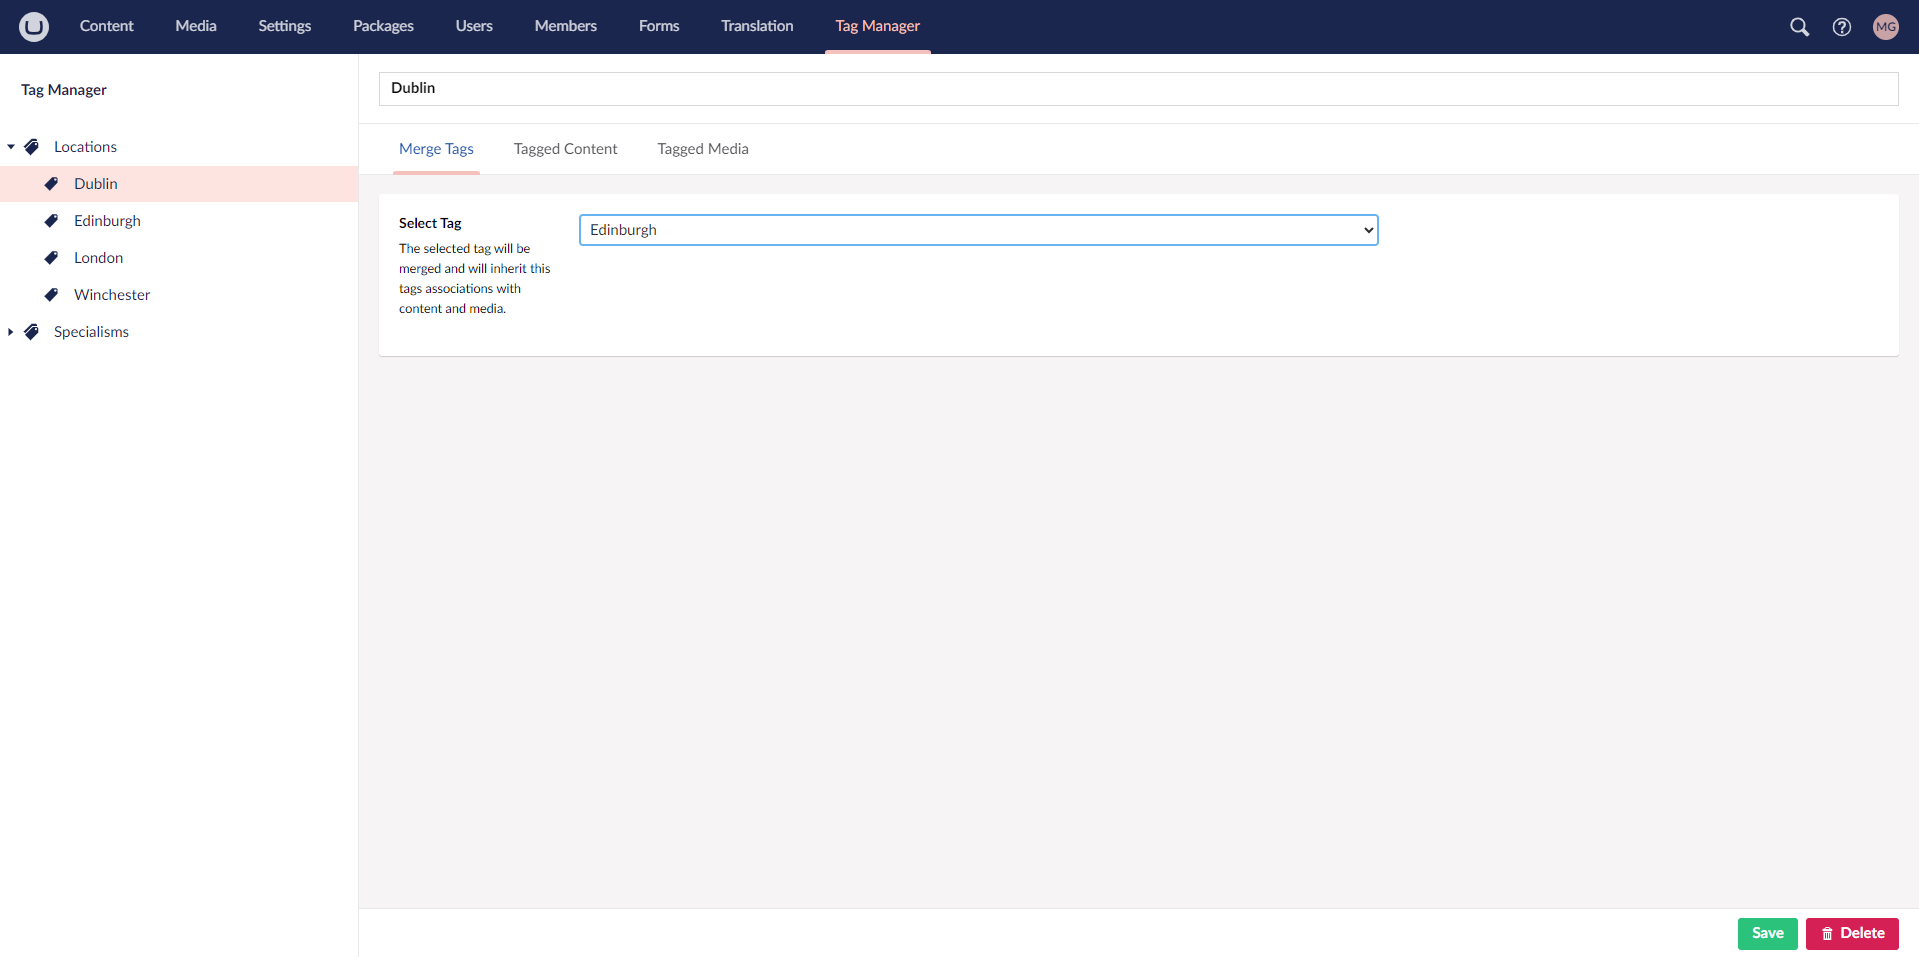 Content Media Settings Packages Users Members Forms Translation Tag Manager MG
Tag Manager
Locations
Dublin
Edinburgh
London
Winchester
Specialisms
Dublin
Merge Tags Tagged Content Tagged Media
Select Tag
The selected tag will be
merged and will inherit this
tags associations with
content and media.
Edinburgh
Save Delete